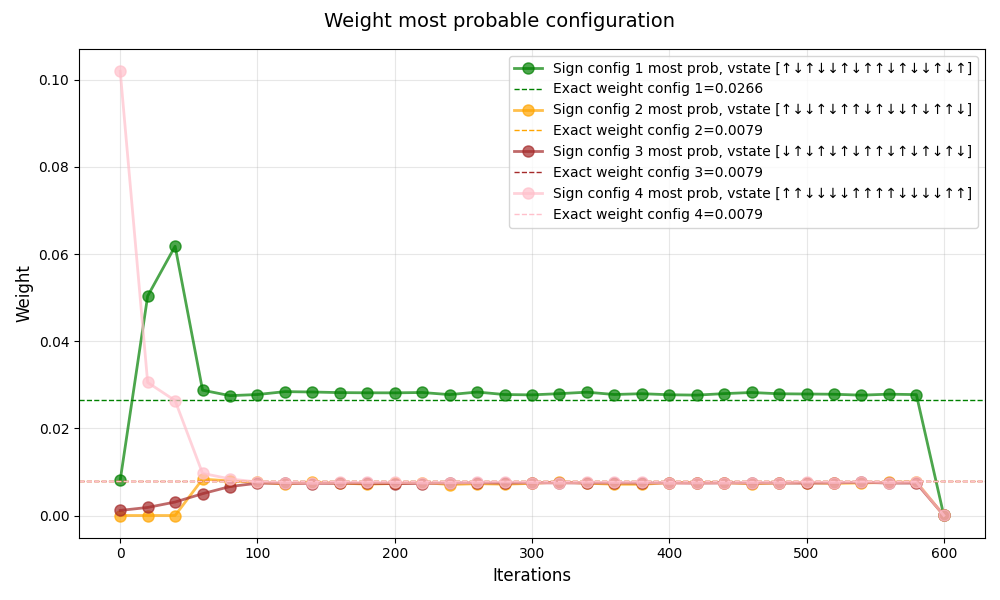 Weight most probable configuration
Sign config 1 most prob, vstate [↑↓↑↓↓↑↓↑↑↓↑↓↓↑↓↑]
Exact weight config 1=0.0266
Sign config 2 most prob, vstate [↑↓↓↑↓↑↑↓↑↓↓↑↓↑↑↓]
Exact weight config 2=0.0079
Sign config 3 most prob, vstate [↓↑↓↑↓↑↓↑↑↓↑↓↑↓↑↓]
Exact weight config 3=0.0079
Sign config 4 most prob, vstate [↑↑↓↓↓↓↑↑↑↑↓↓↓↓↑↑]
Exact weight config 4=0.0079
Weight
0.10
0.08
0.06
0.04
0.02
0.00
0 100 200 300 400 500 600
Iterations